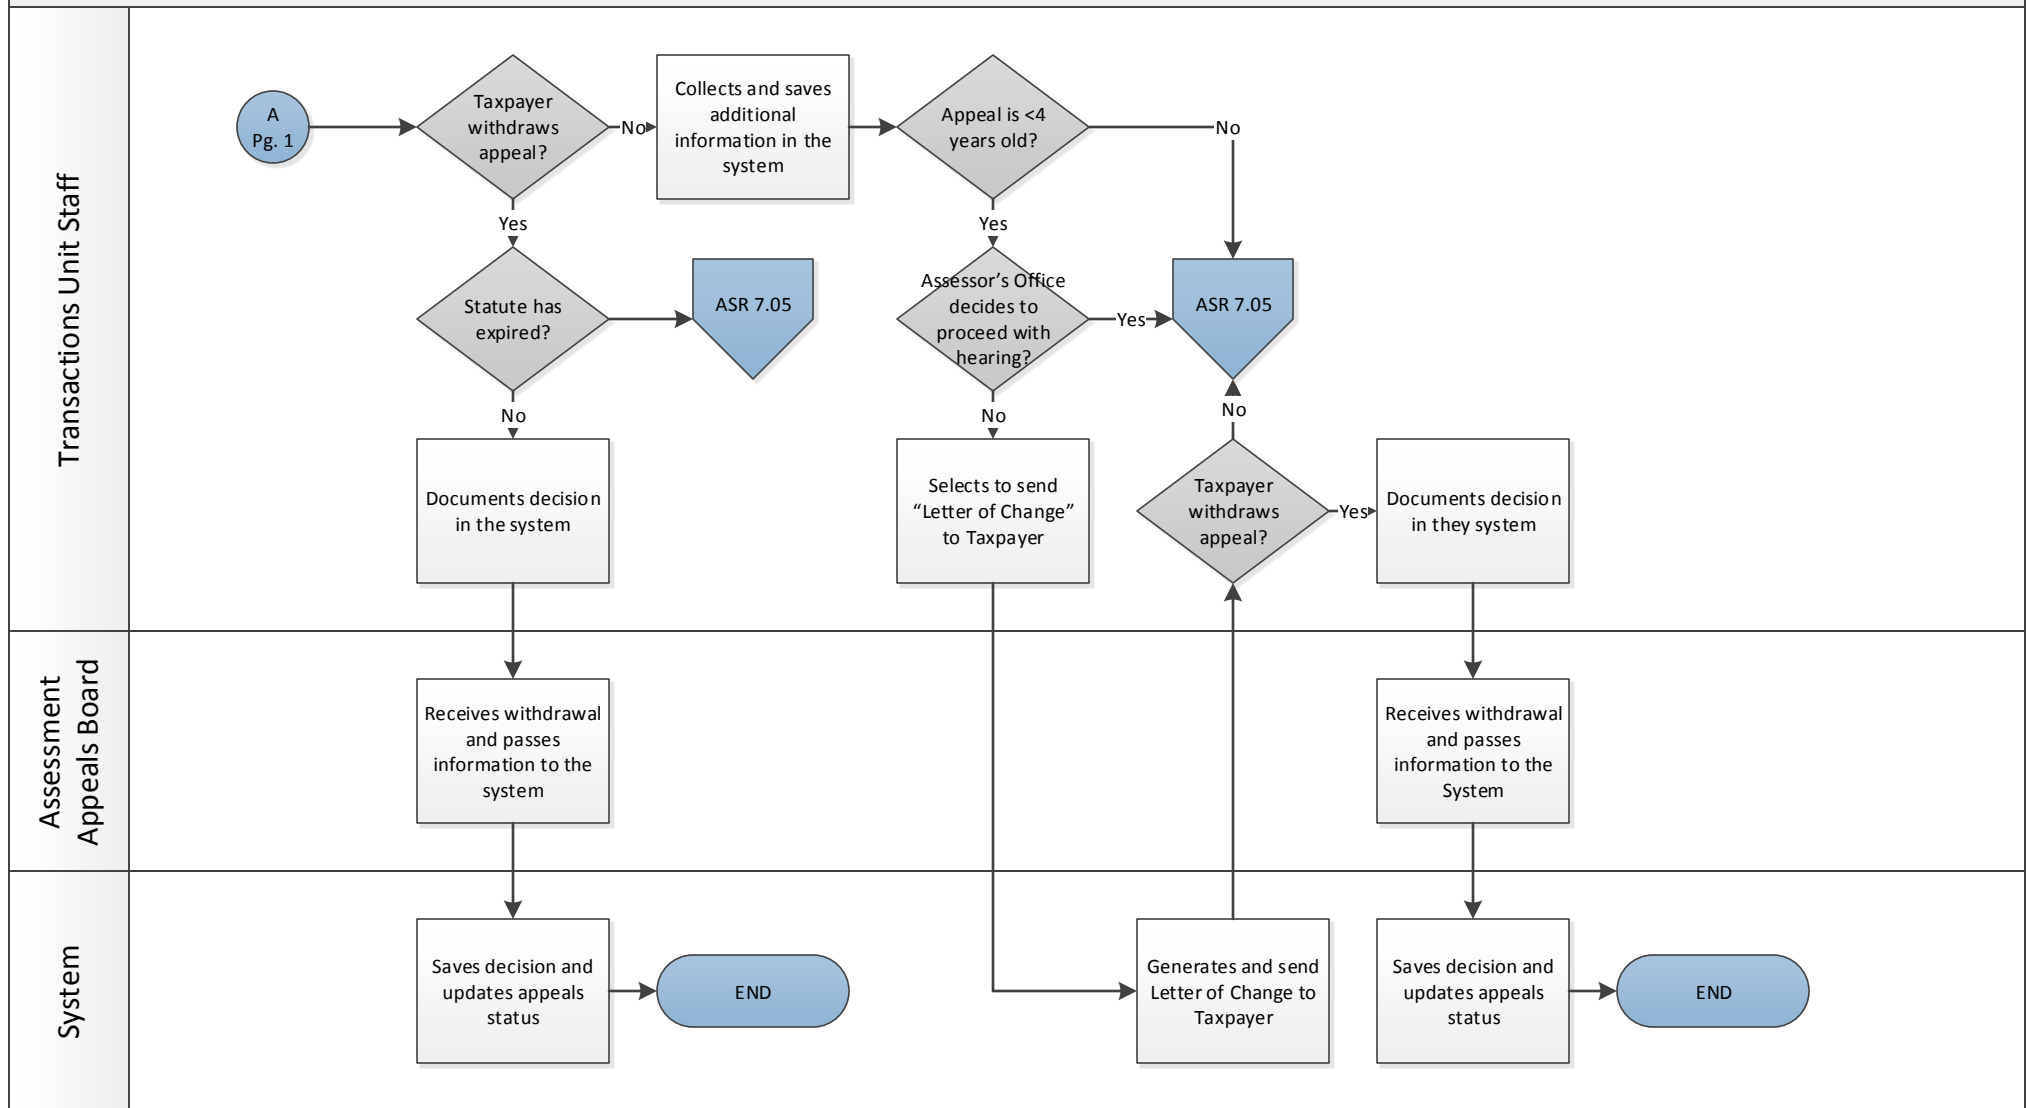 Transactions Unit Staff
A
Pg. 1
Taxpayer
withdraws
appeal?
No
Collects and saves
additional
information in the
system
Appeal is <4
years old?
No
Yes
Yes
Statute has
expired?
ASR 7.05
Assessor’s Office
decides to
proceed with
hearing?
Yes
ASR 7.05
No
No
No
Documents decision
in the system
Selects to send
“Letter of Change”
to Taxpayer
Taxpayer
withdraws
appeal?
Yes
Documents decision
in they system
Assessment
Appeals Board
Receives withdrawal
and passes
information to the
system
Receives withdrawal
and passes
information to the
System
System
Saves decision and
updates appeals
status
END
Generates and send
Letter of Change to
Taxpayer
Saves decision and
updates appeals
status
END